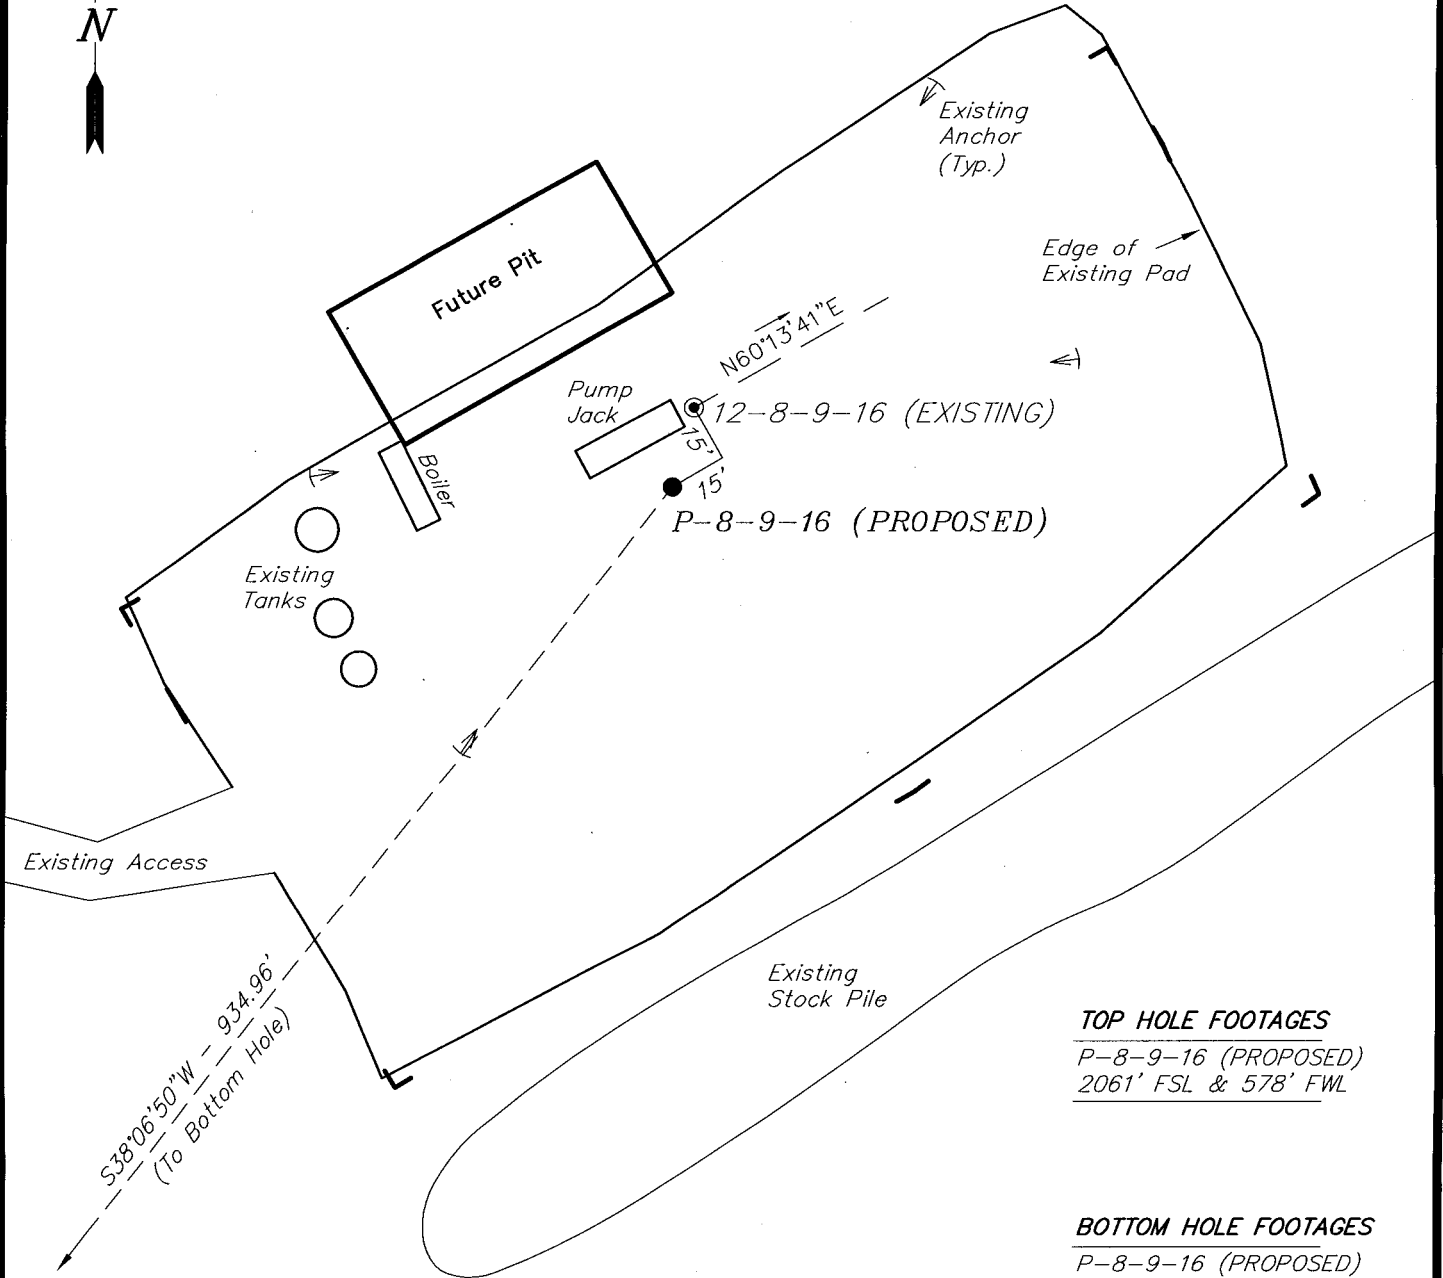 N
Existing
Anchor
(Typ.)
Edge of
Existing Pad
Future Pit
N60°13'41"E
Pump
Jack
12-8-9-16 (EXISTING)
15'
15'
Boiler
P-8-9-16 (PROPOSED)
Existing
Tanks
Existing Access
S38°06'50"W - 934.96'
(To Bottom Hole)
Existing
Stock Pile
TOP HOLE FOOTAGES
P-8-9-16 (PROPOSED)
2061' FSL & 578' FWL
BOTTOM HOLE FOOTAGES
P-8-9-16 (PROPOSED)